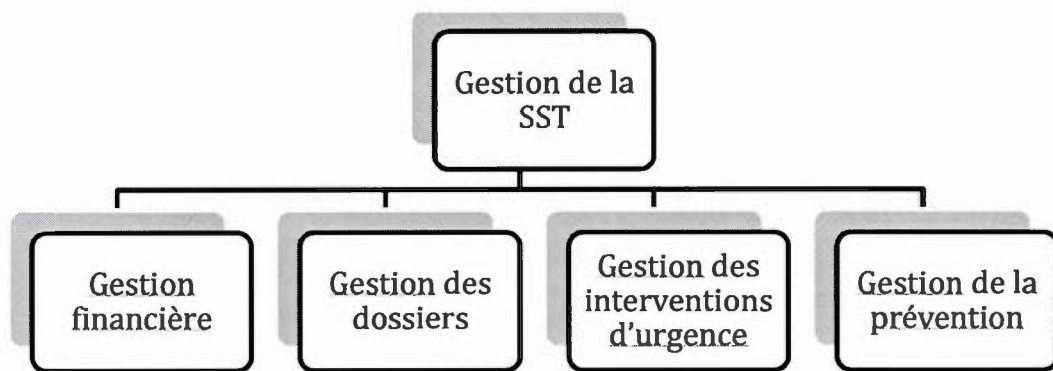 Gestion de la
SST
Gestion
financière
Gestion des
dossiers
Gestion des
interventions
d'urgence
Gestion de la
prévention